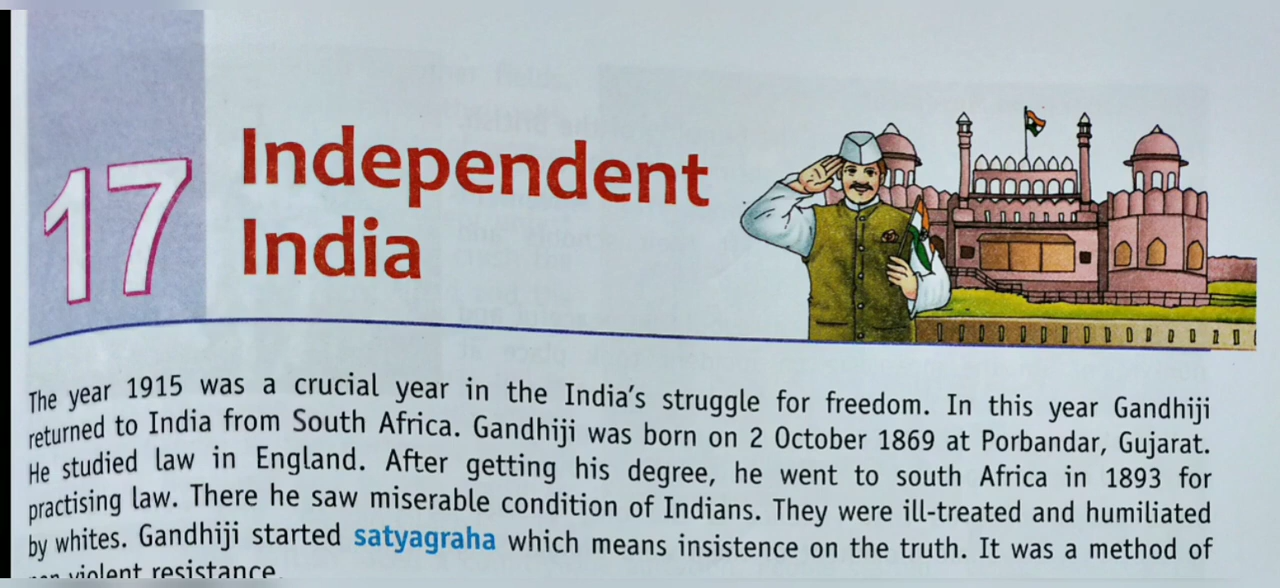 17
Independent
India
The year 1915 was a crucial year in the India's struggle for freedom. In this year Gandhiji
returned to India from South Africa. Gandhiji was born on 2 October 1869 at Porbandar, Gujarat.
He studied law in England. After getting his degree, he went to south Africa in 1893 for
practising law. There he saw miserable condition of Indians. They were ill-treated and humiliated
by whites. Gandhiji started satyagraha which means insistence on the truth. It was a method of
violent resistance.